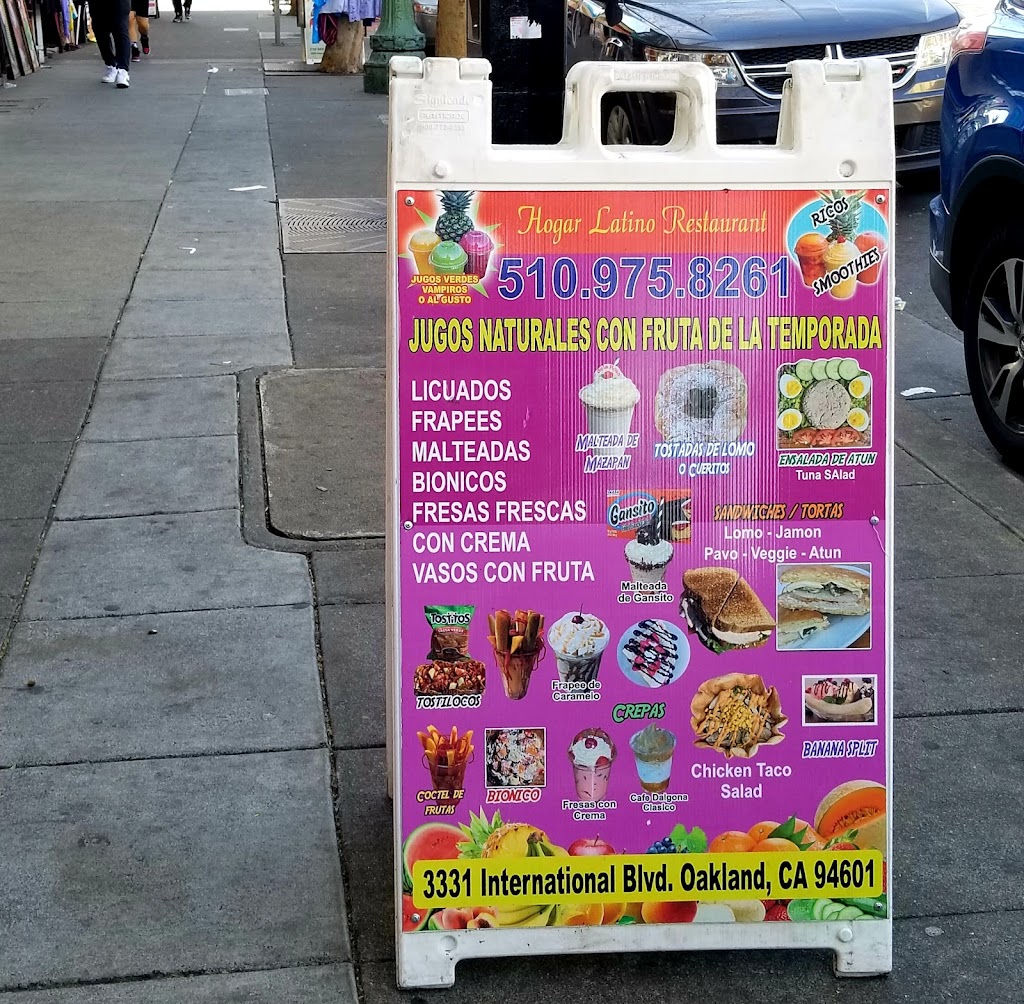 Hogar Latino Restaurant
510.975.8261
JUGOS VERDES
VAMPIROS
O AL GUSTO
RICOS
SMOOTHIES
JUGOS NATURALES CON FRUTA DE LA TEMPORADA
LICUADOS
FRAPEES
MALTEADAS
BIONICOS
FRESAS FRESCAS
CON CREMA
VASOS CON FRUTA
MALTEADA DE
MAZAPÁN
TOSTADAS DE LOMO
O CUERITOS
ENSALADA DE ATUN
Tuna SAlad
Gansito
Malteada
de Gansito
SANDWICHES / TORTAS
Lomo - Jamon
Pavo - Veggie - Atun
TOSTITOS
TOSTILOCOS
Frapee de
Caramelo
CREPAS
Chicken Taco
Salad
BANANA SPLIT
COCTEL DE
FRUTAS
BIONICO
Fresas con
Crema
Cafe Dalgona
Clasico
3331 International Blvd. Oakland, CA 94601